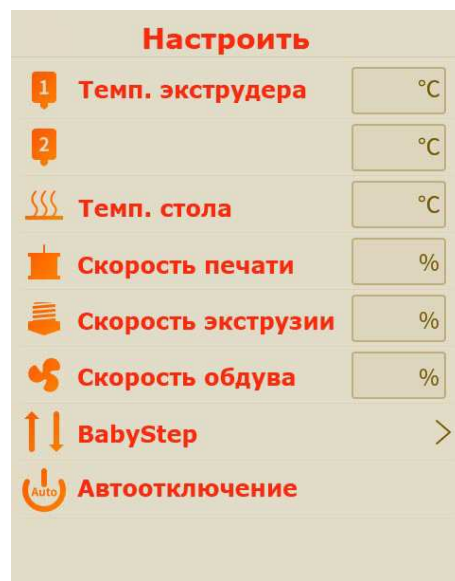 Настроить
1 Темп. экструдера °C
2 °C
Темп. стола °C
Скорость печати %
Скорость экструзии %
Скорость обдува %
BabyStep >
Auto Автоотключение